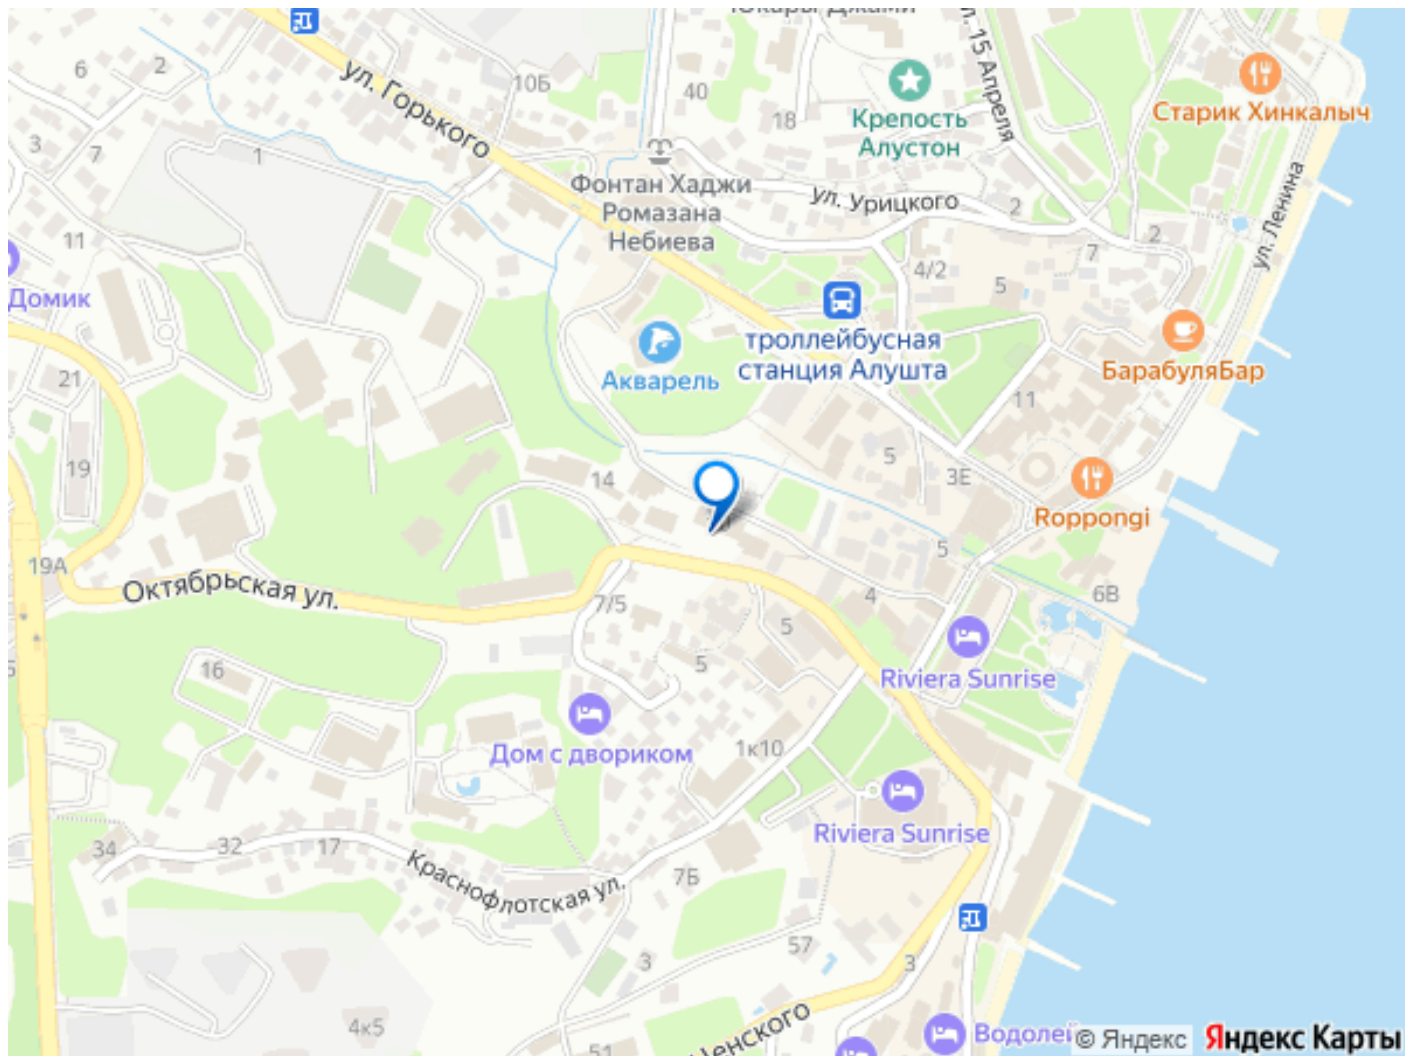 Юкары Джами
ул. 15 Апреля
6
2
ул. Горького
10Б
40
18
Крепость
Алустон
Старик Хинкалыч
3
7
1
Фонтан Хаджи
Ромазана
Небиева
ул. Урицкого
2
2
7
ул. Ленина
11
Домик
4/2
5
троллейбусная
станция Алушта
Акварель
БарабуляБар
21
11
19
14
5
3Е
Roppongi
19А
Октябрьская ул.
7/5
5
4
5
6В
5
16
Riviera Sunrise
Дом с двориком
1к10
Riviera Sunrise
34
32
17
Краснофлотская ул.
7Б
57
3
3
4к5
51
Ценского
Водолей
© Яндекс Яндекс Карты